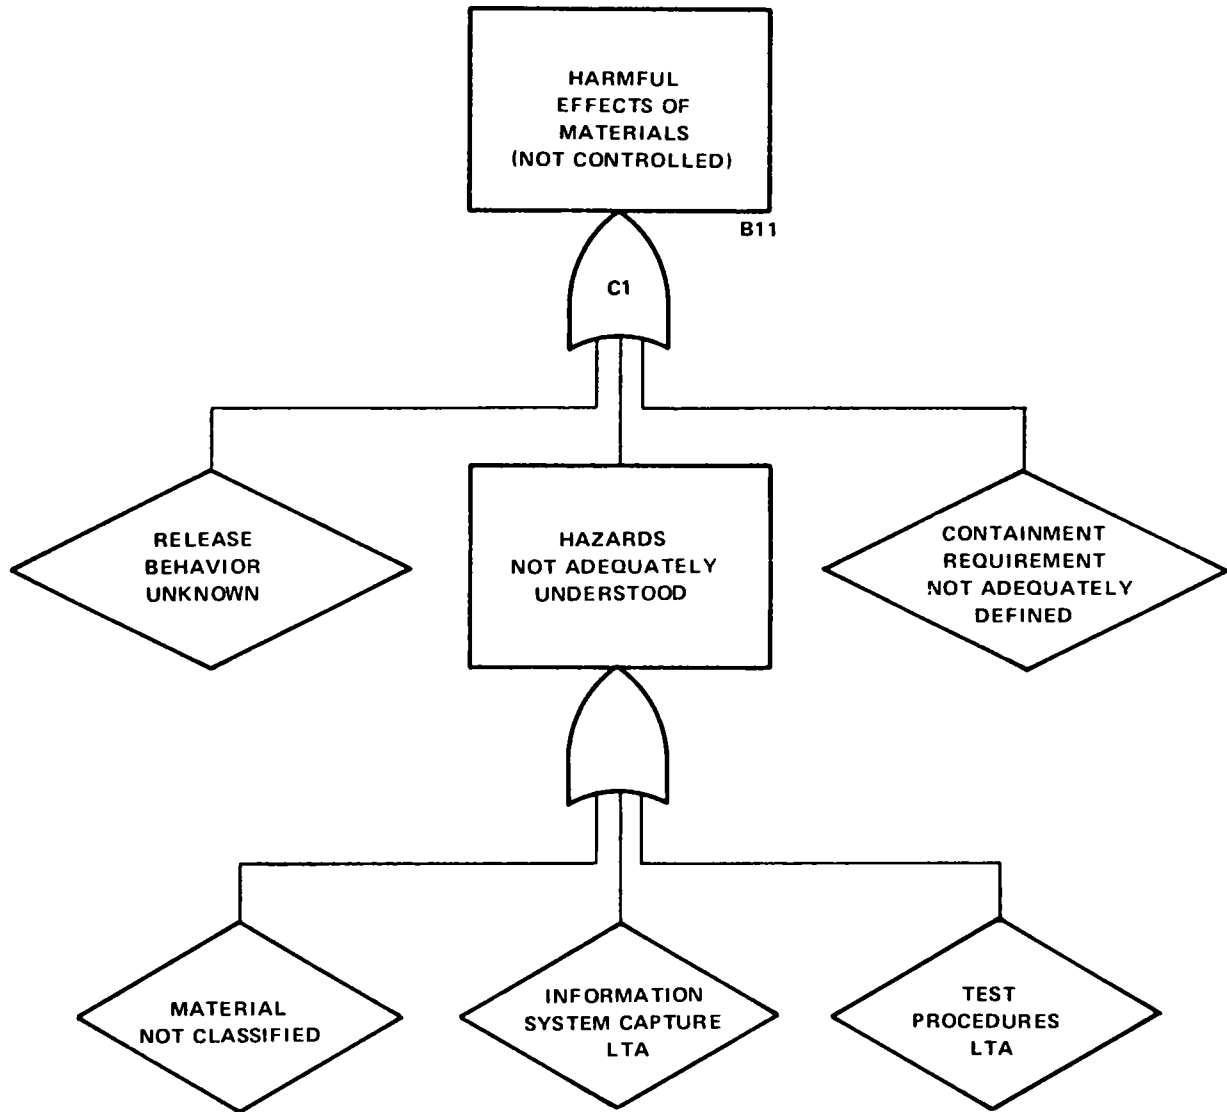 HARMFUL
EFFECTS OF
MATERIALS
(NOT CONTROLLED)
B11
C1
RELEASE
BEHAVIOR
UNKNOWN
HAZARDS
NOT ADEQUATELY
UNDERSTOOD
CONTAINMENT
REQUIREMENT
NOT ADEQUATELY
DEFINED
MATERIAL
NOT CLASSIFIED
INFORMATION
SYSTEM CAPTURE
LTA
TEST
PROCEDURES
LTA